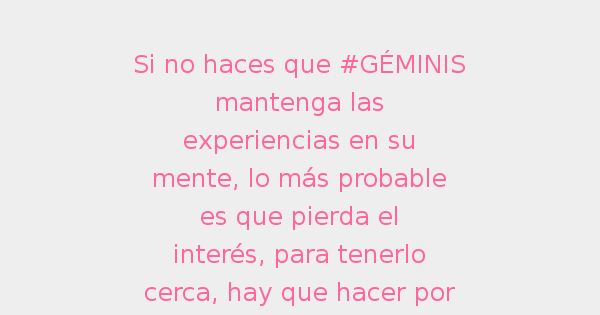 Si no haces que #GÉMINIS
mantenga las
experiencias en su
mente, lo más probable
es que pierda el
interés, para tenerlo
cerca, hay que hacer por